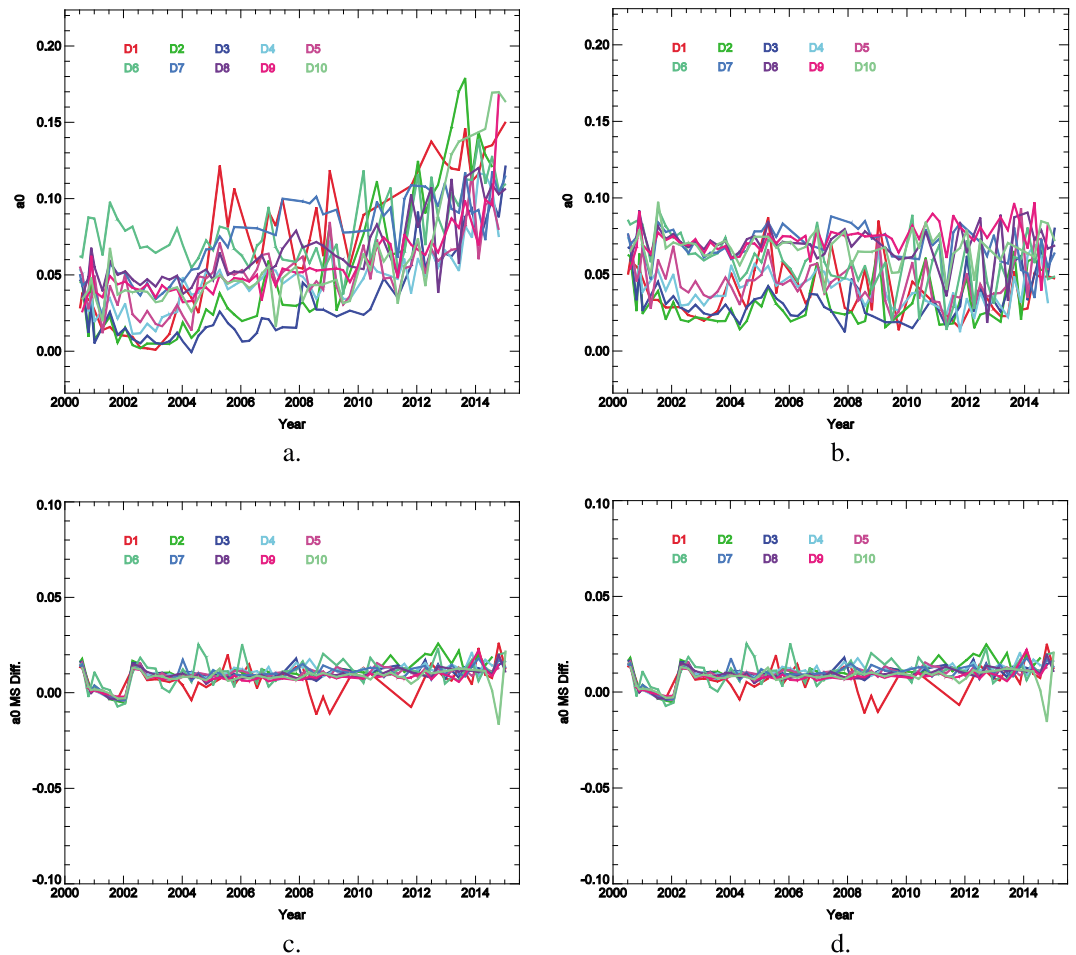 0.20
0.15
0.10
0.05
0.00
a0
D1 D2 D3 D4 D5
D6 D7 D8 D9 D10
2000 2002 2004 2006 2008 2010 2012 2014
Year
a.
0.20
0.15
0.10
0.05
0.00
a0
D1 D2 D3 D4 D5
D6 D7 D8 D9 D10
2000 2002 2004 2006 2008 2010 2012 2014
Year
b.
0.10
0.05
0.00
-0.05
-0.10
a0 MS Diff.
D1 D2 D3 D4 D5
D6 D7 D8 D9 D10
2000 2002 2004 2006 2008 2010 2012 2014
Year
c.
0.10
0.05
0.00
-0.05
-0.10
a0 MS Diff.
D1 D2 D3 D4 D5
D6 D7 D8 D9 D10
2000 2002 2004 2006 2008 2010 2012 2014
Year
d.